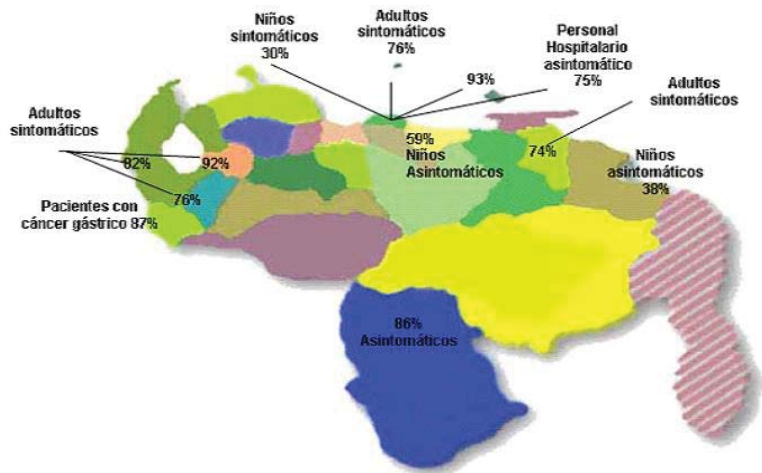 Niños
sintomáticos
30%
Adultos
sintomáticos
76%
93%
Personal
Hospitalario
asintomático
75%
Adultos
sintomáticos
74%
Adultos
sintomáticos
82%
92%
76%
59%
Niños
Asintomáticos
Niños
asintomáticos
38%
Pacientes con
cáncer gástrico 87%
86%
Asintomáticos